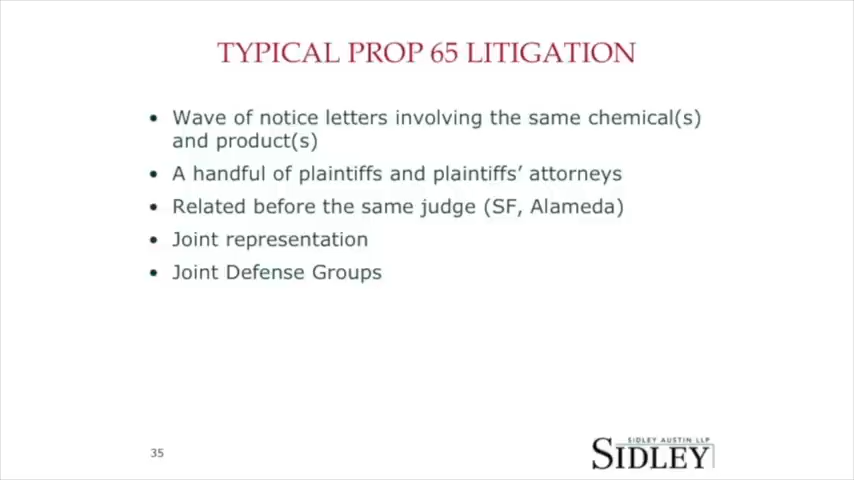 TYPICAL PROP 65 LITIGATION
• Wave of notice letters involving the same chemical(s)
and product(s)
• A handful of plaintiffs and plaintiffs' attorneys
• Related before the same judge (SF, Alameda)
• Joint representation
• Joint Defense Groups
35
SIDLEY AUSTIN LLP
SIDLEY